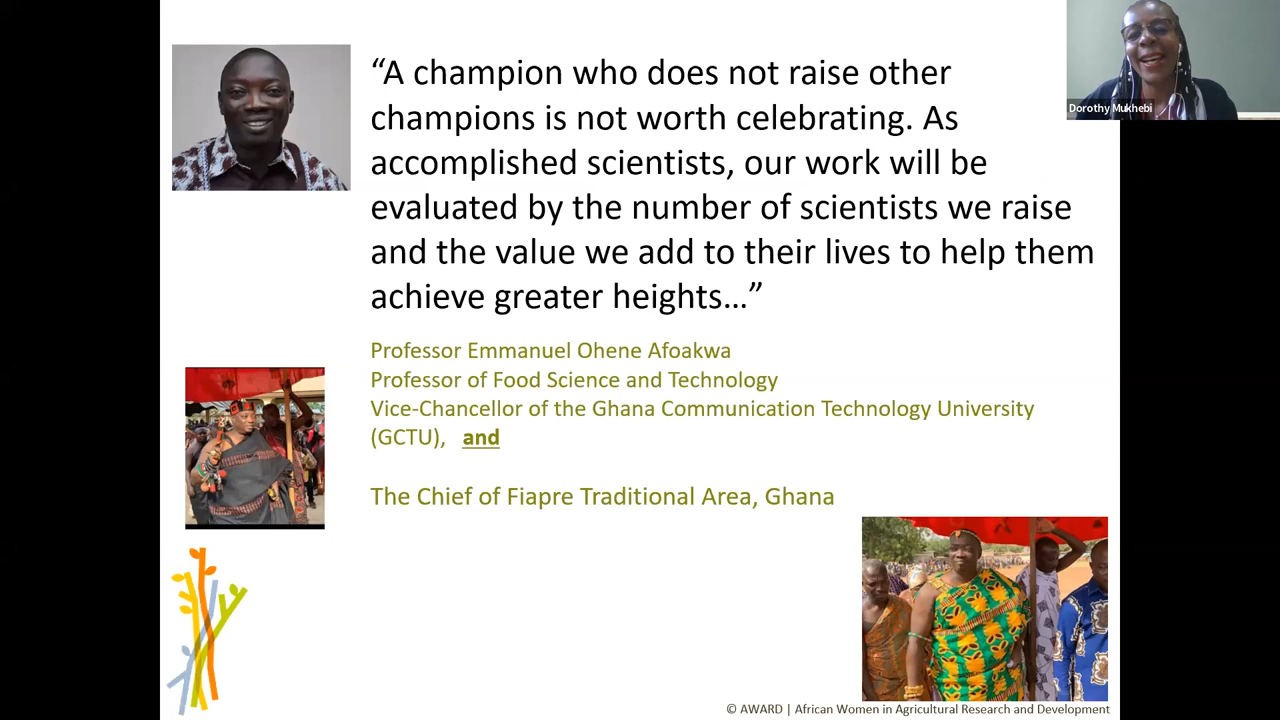 “A champion who does not raise other
champions is not worth celebrating. As
accomplished scientists, our work will be
evaluated by the number of scientists we raise
and the value we add to their lives to help them
achieve greater heights...”
Professor Emmanuel Ohene Afoakwa
Professor of Food Science and Technology
Vice-Chancellor of the Ghana Communication Technology University
(GCTU), and
The Chief of Fiapre Traditional Area, Ghana
© AWARD | African Women in Agricultural Research and Development
Dorothy Mukhebi